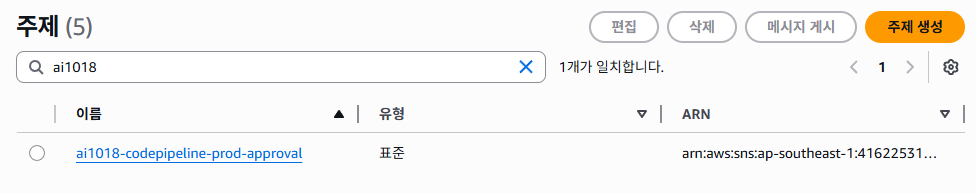 주제 (5)
편집 삭제 메시지 게시 주제 생성
ai1018 1개가 일치합니다. 1
이름 유형 ARN
ai1018-codepipeline-prod-approval 표준 arn:aws:sns:ap-southeast-1:41622531…